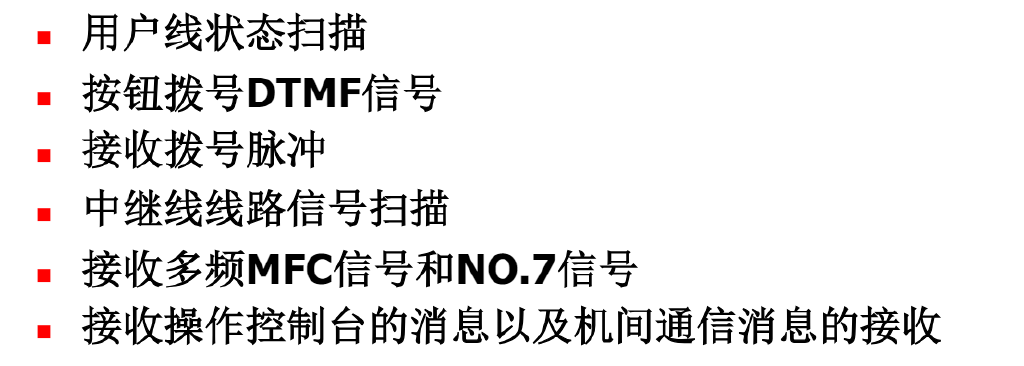 用户线状态扫描
按钮拨号DTMF信号
接收拨号脉冲
中继线线路信号扫描
接收多频MFC信号和NO.7信号
接收操作控制台的消息以及机间通信消息的接收